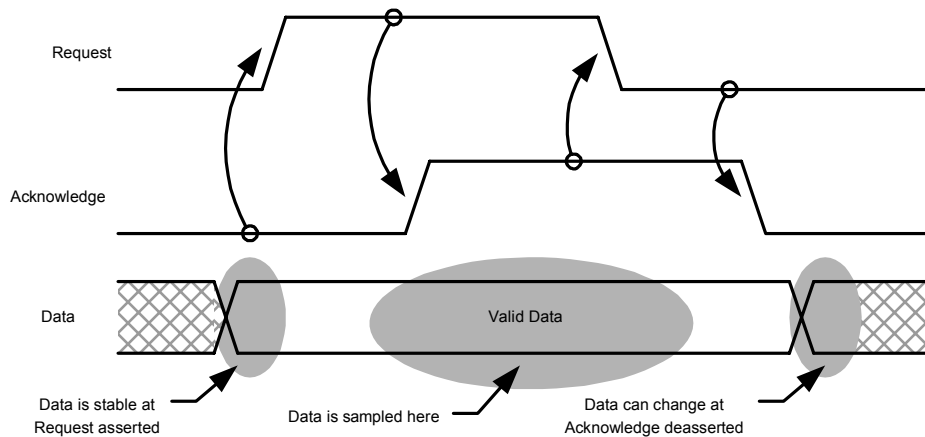 Request
Acknowledge
Data
Valid Data
Data is stable at
Request asserted
Data is sampled here
Data can change at
Acknowledge deasserted